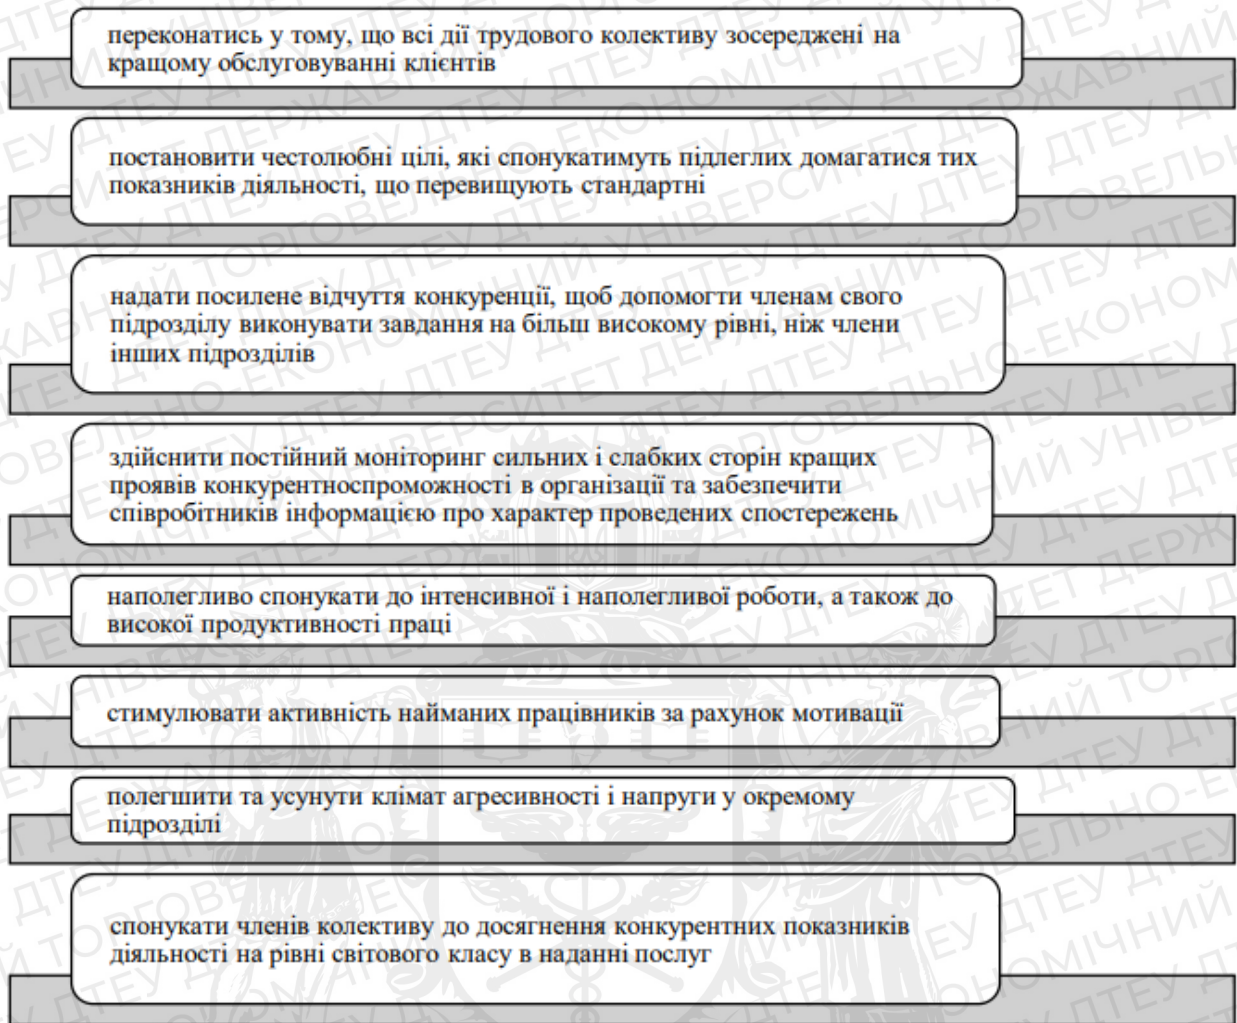 переконатись у тому, що всі дії трудового колективу зосереджені на
кращому обслуговуванні клієнтів
постановити честолюбні цілі, які спонукатимуть підлеглих домагатися тих
показників діяльності, що перевищують стандартні
надати посилене відчуття конкуренції, щоб допомогти членам свого
підрозділу виконувати завдання на більш високому рівні, ніж члени
інших підрозділів
здійснити постійний моніторинг сильних і слабких сторін кращих
проявів конкурентноспроможності в організації та забезпечити
співробітників інформацією про характер проведених спостережень
наполегливо спонукати до інтенсивної і наполегливої роботи, а також до
високої продуктивності праці
стимулювати активність найманих працівників за рахунок мотивації
полегшити та усунути клімат агресивності і напруги у окремому
підрозділі
спонукати членів колективу до досягнення конкурентних показників
діяльності на рівні світового класу в наданні послуг